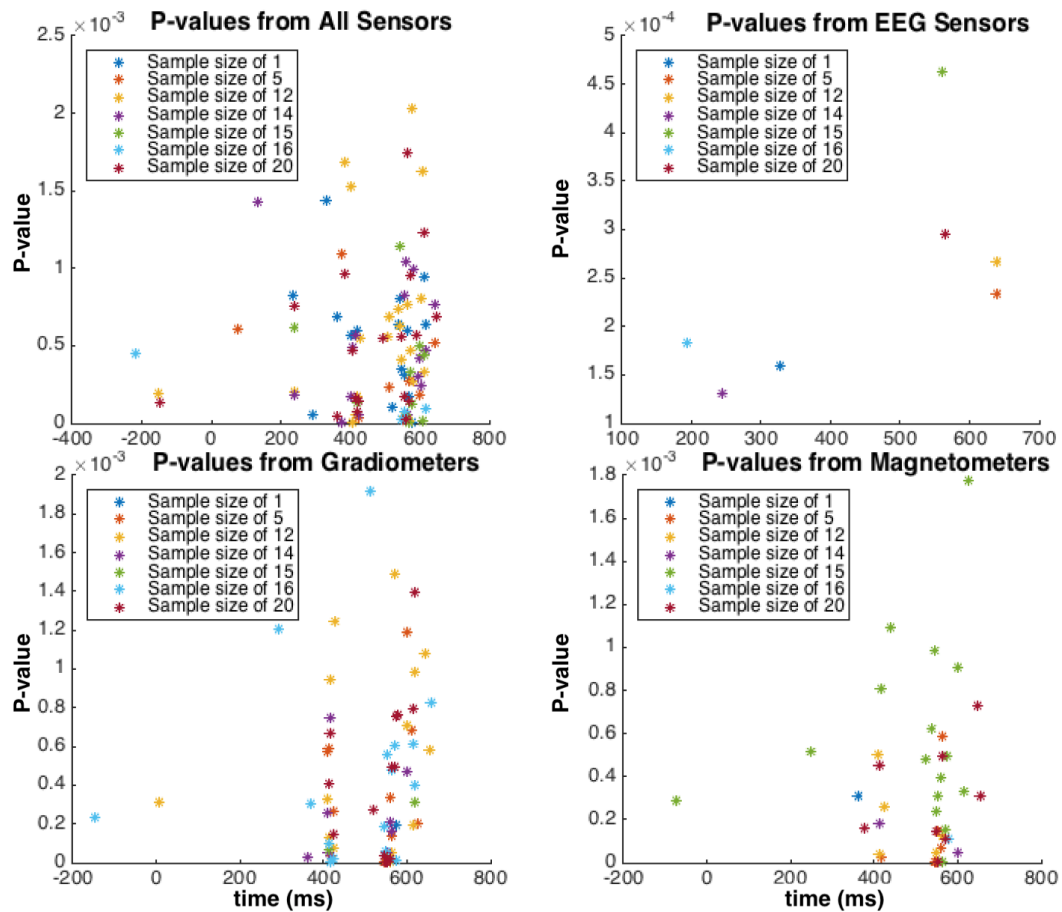 P-values from All Sensors
×10⁻³
2.5
2
1.5
1
0.5
0
-400
-200
0
200
400
600
800
P-value
Sample size of 1
Sample size of 5
Sample size of 12
Sample size of 14
Sample size of 15
Sample size of 16
Sample size of 20
P-values from EEG Sensors
×10⁻⁴
5
4.5
4
3.5
3
2.5
2
1.5
1
100
200
300
400
500
600
700
P-value
Sample size of 1
Sample size of 5
Sample size of 12
Sample size of 14
Sample size of 15
Sample size of 16
Sample size of 20
P-values from Gradiometers
×10⁻³
2
1.8
1.6
1.4
1.2
1
0.8
0.6
0.4
0.2
0
-200
0
200
400
600
800
P-value
time (ms)
Sample size of 1
Sample size of 5
Sample size of 12
Sample size of 14
Sample size of 15
Sample size of 16
Sample size of 20
P-values from Magnetometers
×10⁻³
1.8
1.6
1.4
1.2
1
0.8
0.6
0.4
0.2
0
-200
0
200
400
600
800
P-value
time (ms)
Sample size of 1
Sample size of 5
Sample size of 12
Sample size of 14
Sample size of 15
Sample size of 16
Sample size of 20